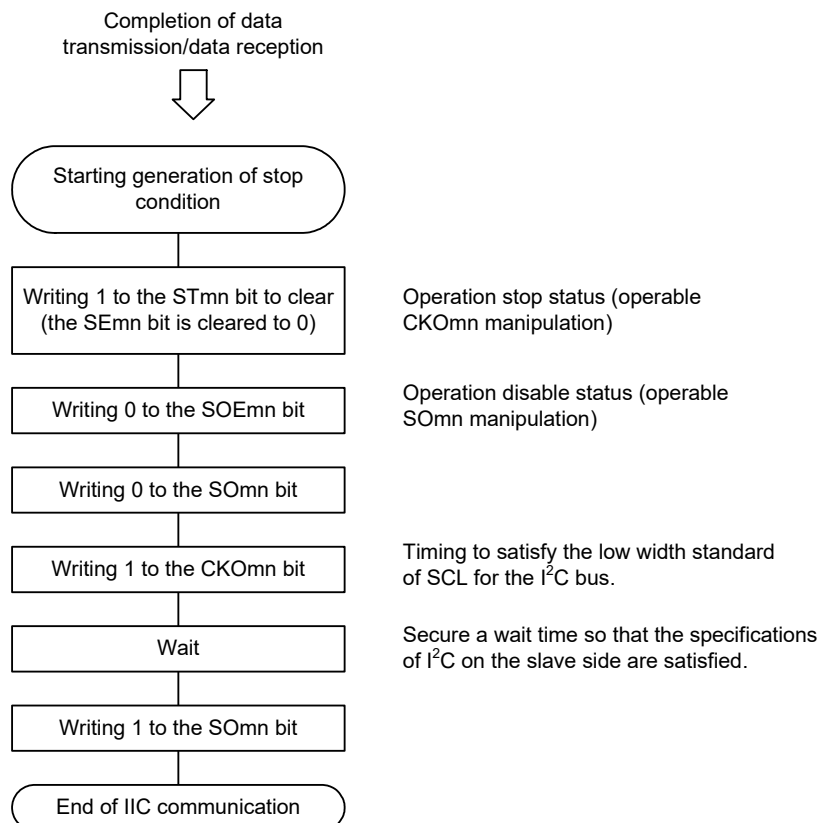 Completion of data
transmission/data reception
Starting generation of stop
condition
Writing 1 to the STmn bit to clear
(the SEmn bit is cleared to 0)
Operation stop status (operable
CKOmn manipulation)
Writing 0 to the SOEmn bit
Operation disable status (operable
SOmn manipulation)
Writing 0 to the SOmn bit
Writing 1 to the CKOmn bit
Timing to satisfy the low width standard
of SCL for the I²C bus.
Wait
Secure a wait time so that the specifications
of I²C on the slave side are satisfied.
Writing 1 to the SOmn bit
End of IIC communication